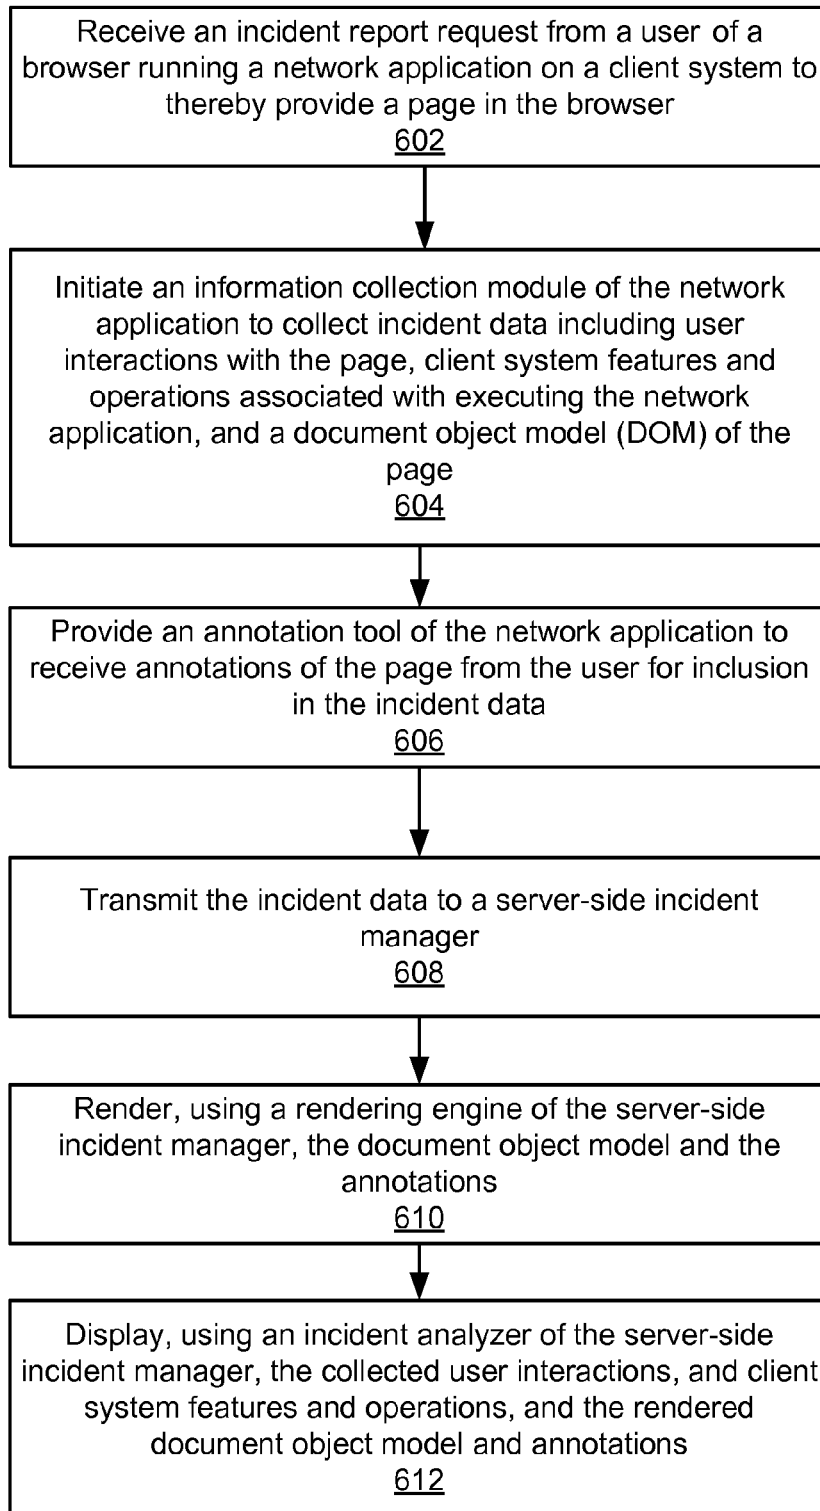 Receive an incident report request from a user of a
browser running a network application on a client system to
thereby provide a page in the browser
602
Initiate an information collection module of the network
application to collect incident data including user
interactions with the page, client system features and
operations associated with executing the network
application, and a document object model (DOM) of the
page
604
Provide an annotation tool of the network application to
receive annotations of the page from the user for inclusion
in the incident data
606
Transmit the incident data to a server-side incident
manager
608
Render, using a rendering engine of the server-side
incident manager, the document object model and the
annotations
610
Display, using an incident analyzer of the server-side
incident manager, the collected user interactions, and client
system features and operations, and the rendered
document object model and annotations
612